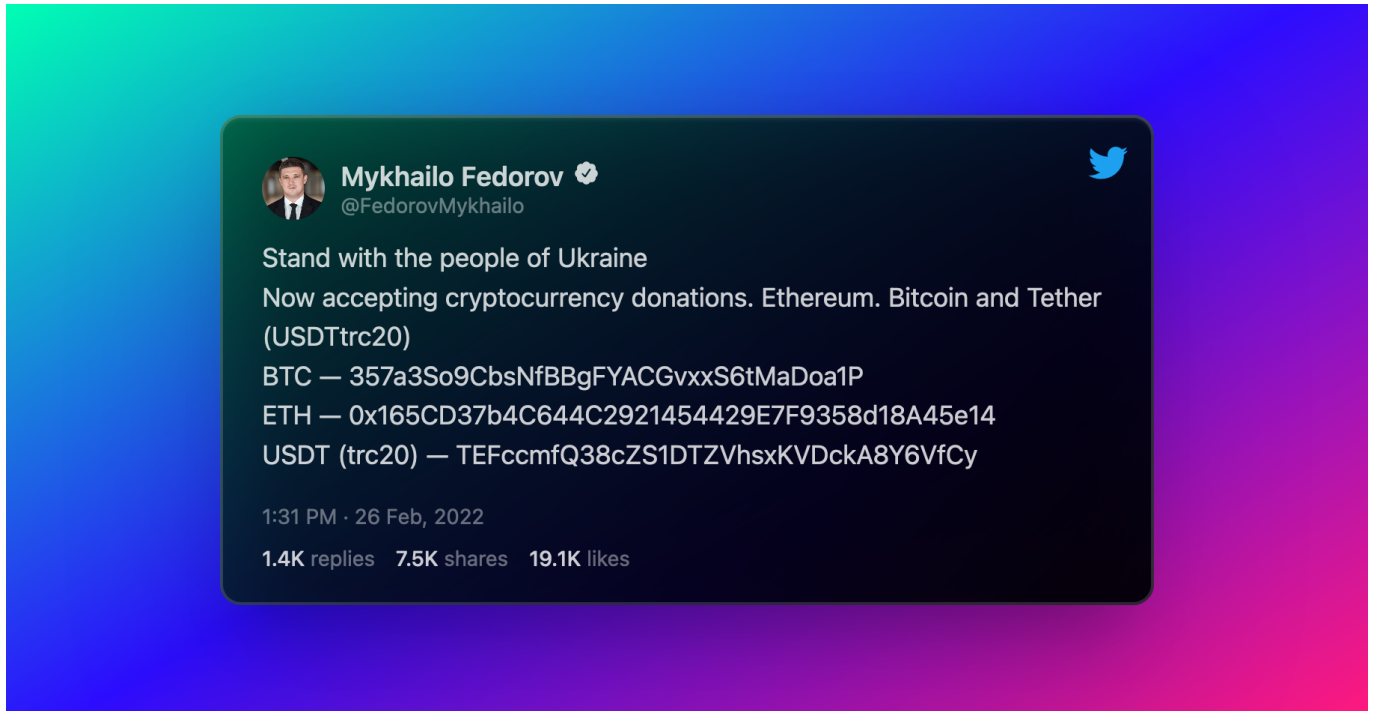 Mykhailo Fedorov
@FedorovMykhailo
Stand with the people of Ukraine
Now accepting cryptocurrency donations. Ethereum. Bitcoin and Tether
(USDTtrc20)
BTC — 357a3So9CbsNfBBgFYACGvxxS6tMaDoa1P
ETH — 0x165CD37b4C644C2921454429E7F9358d18A45e14
USDT (trc20) — TEFccmfQ38cZS1DTZVhsxKVDckA8Y6VfCy
1:31 PM · 26 Feb, 2022
1.4K replies 7.5K shares 19.1K likes